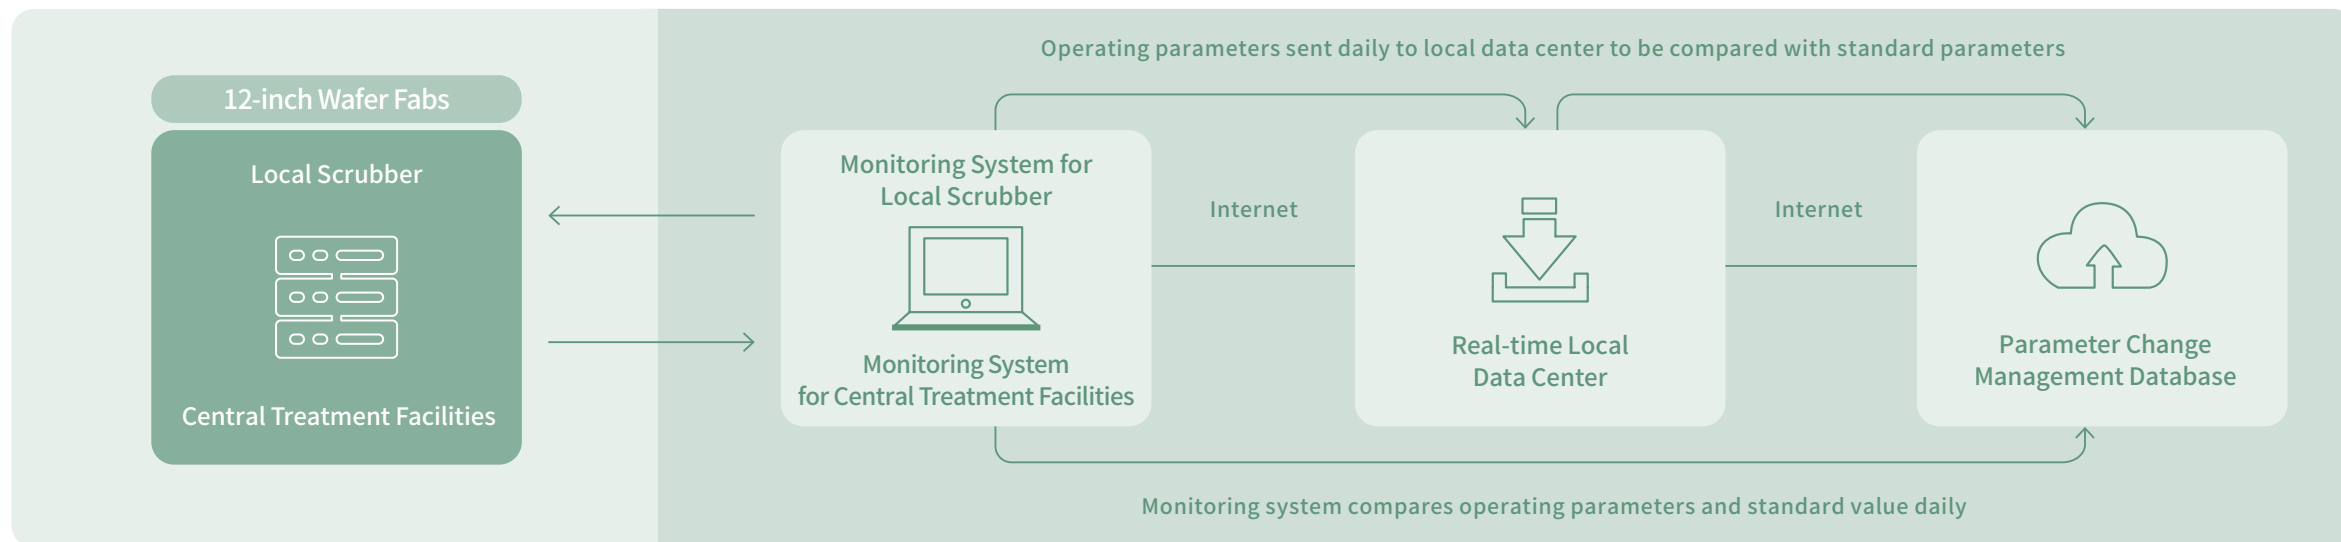 Operating parameters sent daily to local data center to be compared with standard parameters
12-inch Wafer Fabs
Local Scrubber
Central Treatment Facilities
Monitoring System for
Local Scrubber
Monitoring System
for Central Treatment Facilities
Internet
Real-time Local
Data Center
Internet
Parameter Change
Management Database
Monitoring system compares operating parameters and standard value daily